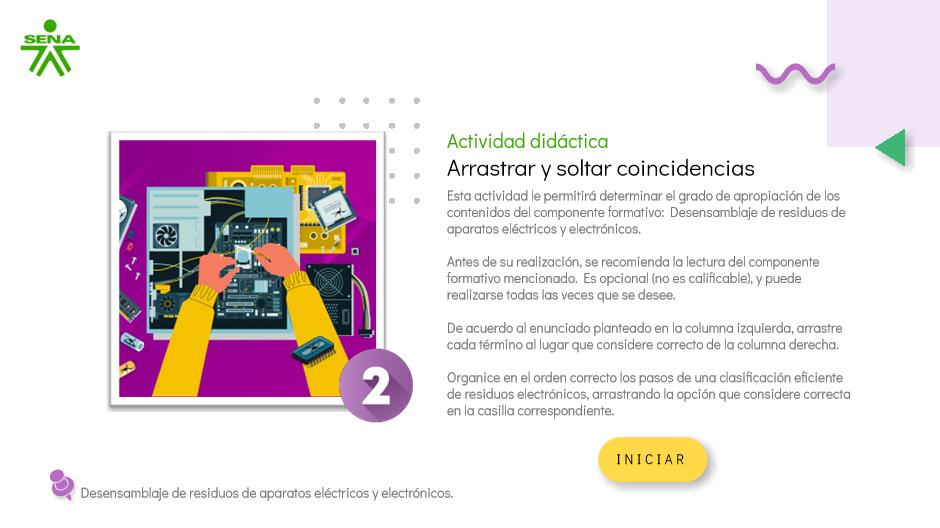 SENA
Actividad didáctica
Arrastrar y soltar coincidencias
Esta actividad le permitirá determinar el grado de apropiación de los
contenidos del componente formativo: Desensamblaje de residuos de
aparatos eléctricos y electrónicos.
Antes de su realización, se recomienda la lectura del componente
formativo mencionado. Es opcional (no es calificable), y puede
realizarse todas las veces que se desee.
De acuerdo al enunciado planteado en la columna izquierda, arrastre
cada término al lugar que considere correcto de la columna derecha.
Organice en el orden correcto los pasos de una clasificación eficiente
de residuos electrónicos, arrastrando la opción que considere correcta
en la casilla correspondiente.
2
INICIAR
Desensamblaje de residuos de aparatos eléctricos y electrónicos.